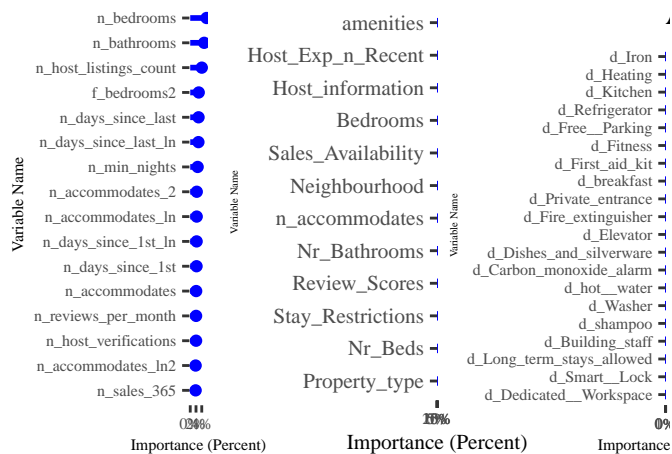 n_bedrooms
n_bathrooms
n_host_listings_count
f_bedrooms2
n_days_since_last
n_days_since_last_ln
n_min_nights
n_accommodates_2
n_accommodates_ln
n_days_since_1st_ln
n_days_since_1st
n_accommodates
n_reviews_per_month
n_host_verifications
n_accommodates_ln2
n_sales_365
Variable Name
Importance (Percent)
amenities
Host_Exp_n_Recent
Host_information
Bedrooms
Sales_Availability
Neighbourhood
n_accommodates
Nr_Bathrooms
Review_Scores
Stay_Restrictions
Nr_Beds
Property_type
Variable Name
Importance (Percent)
d_Iron
d_Heating
d_Kitchen
d_Refrigerator
d_Free__Parking
d_Fitness
d_First_aid_kit
d_breakfast
d_Private_entrance
d_Fire_extinguisher
d_Elevator
d_Dishes_and_silverware
d_Carbon_monoxide_alarm
d_hot__water
d_Washer
d_shampoo
d_Building_staff
d_Long_term_stays_allowed
d_Smart__Lock
d_Dedicated__Workspace
Variable Name
0%
Importance